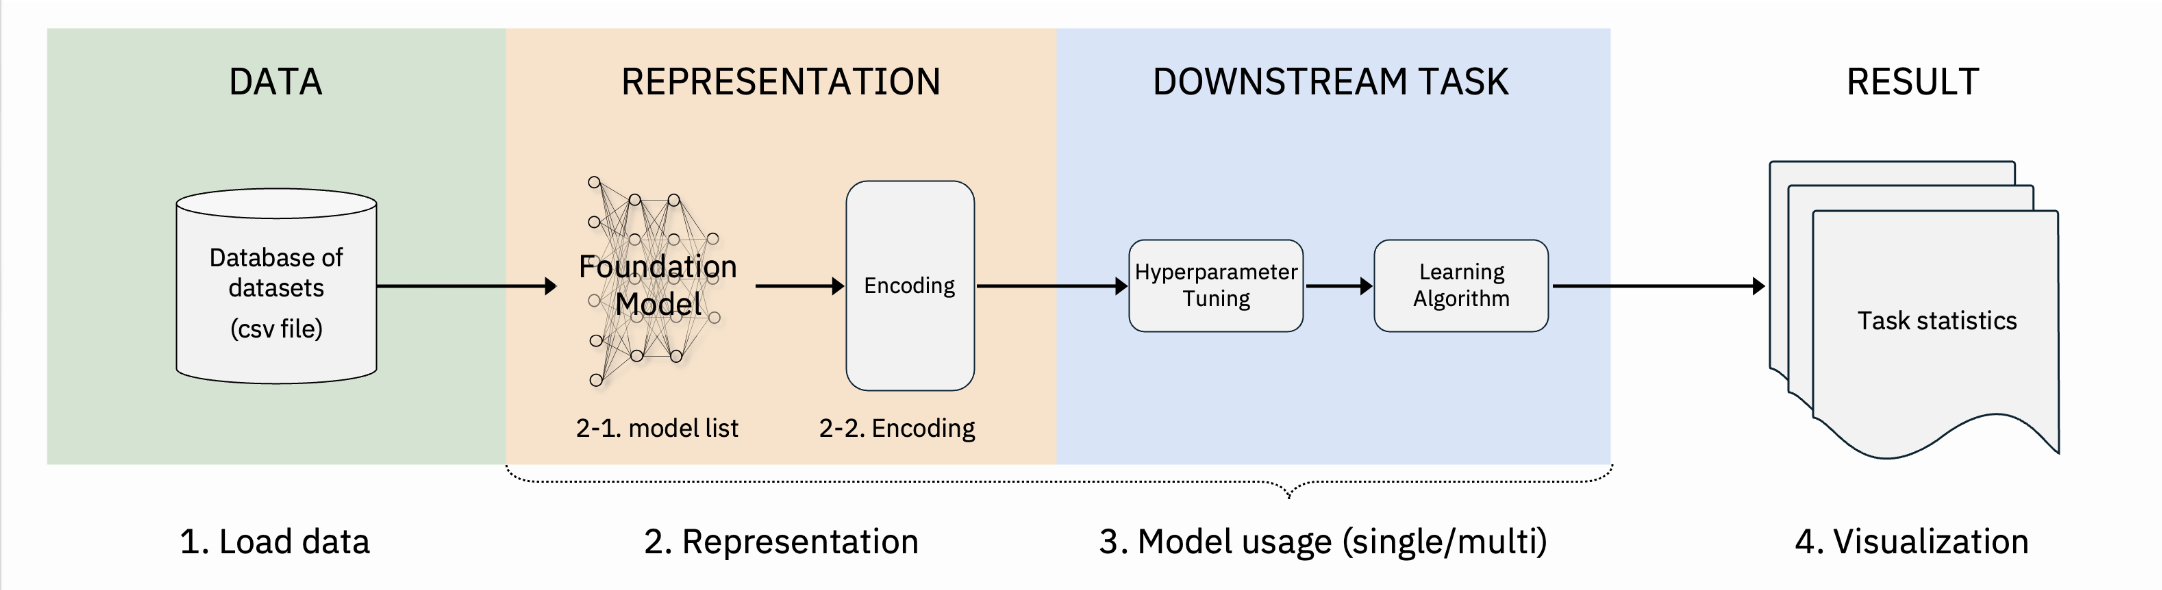 DATA
REPRESENTATION
DOWNSTREAM TASK
RESULT
Database of
datasets
(csv file)
Foundation
Model
Encoding
Hyperparameter
Tuning
Learning
Algorithm
Task statistics
2-1. model list
2-2. Encoding
1. Load data
2. Representation
3. Model usage (single/multi)
4. Visualization